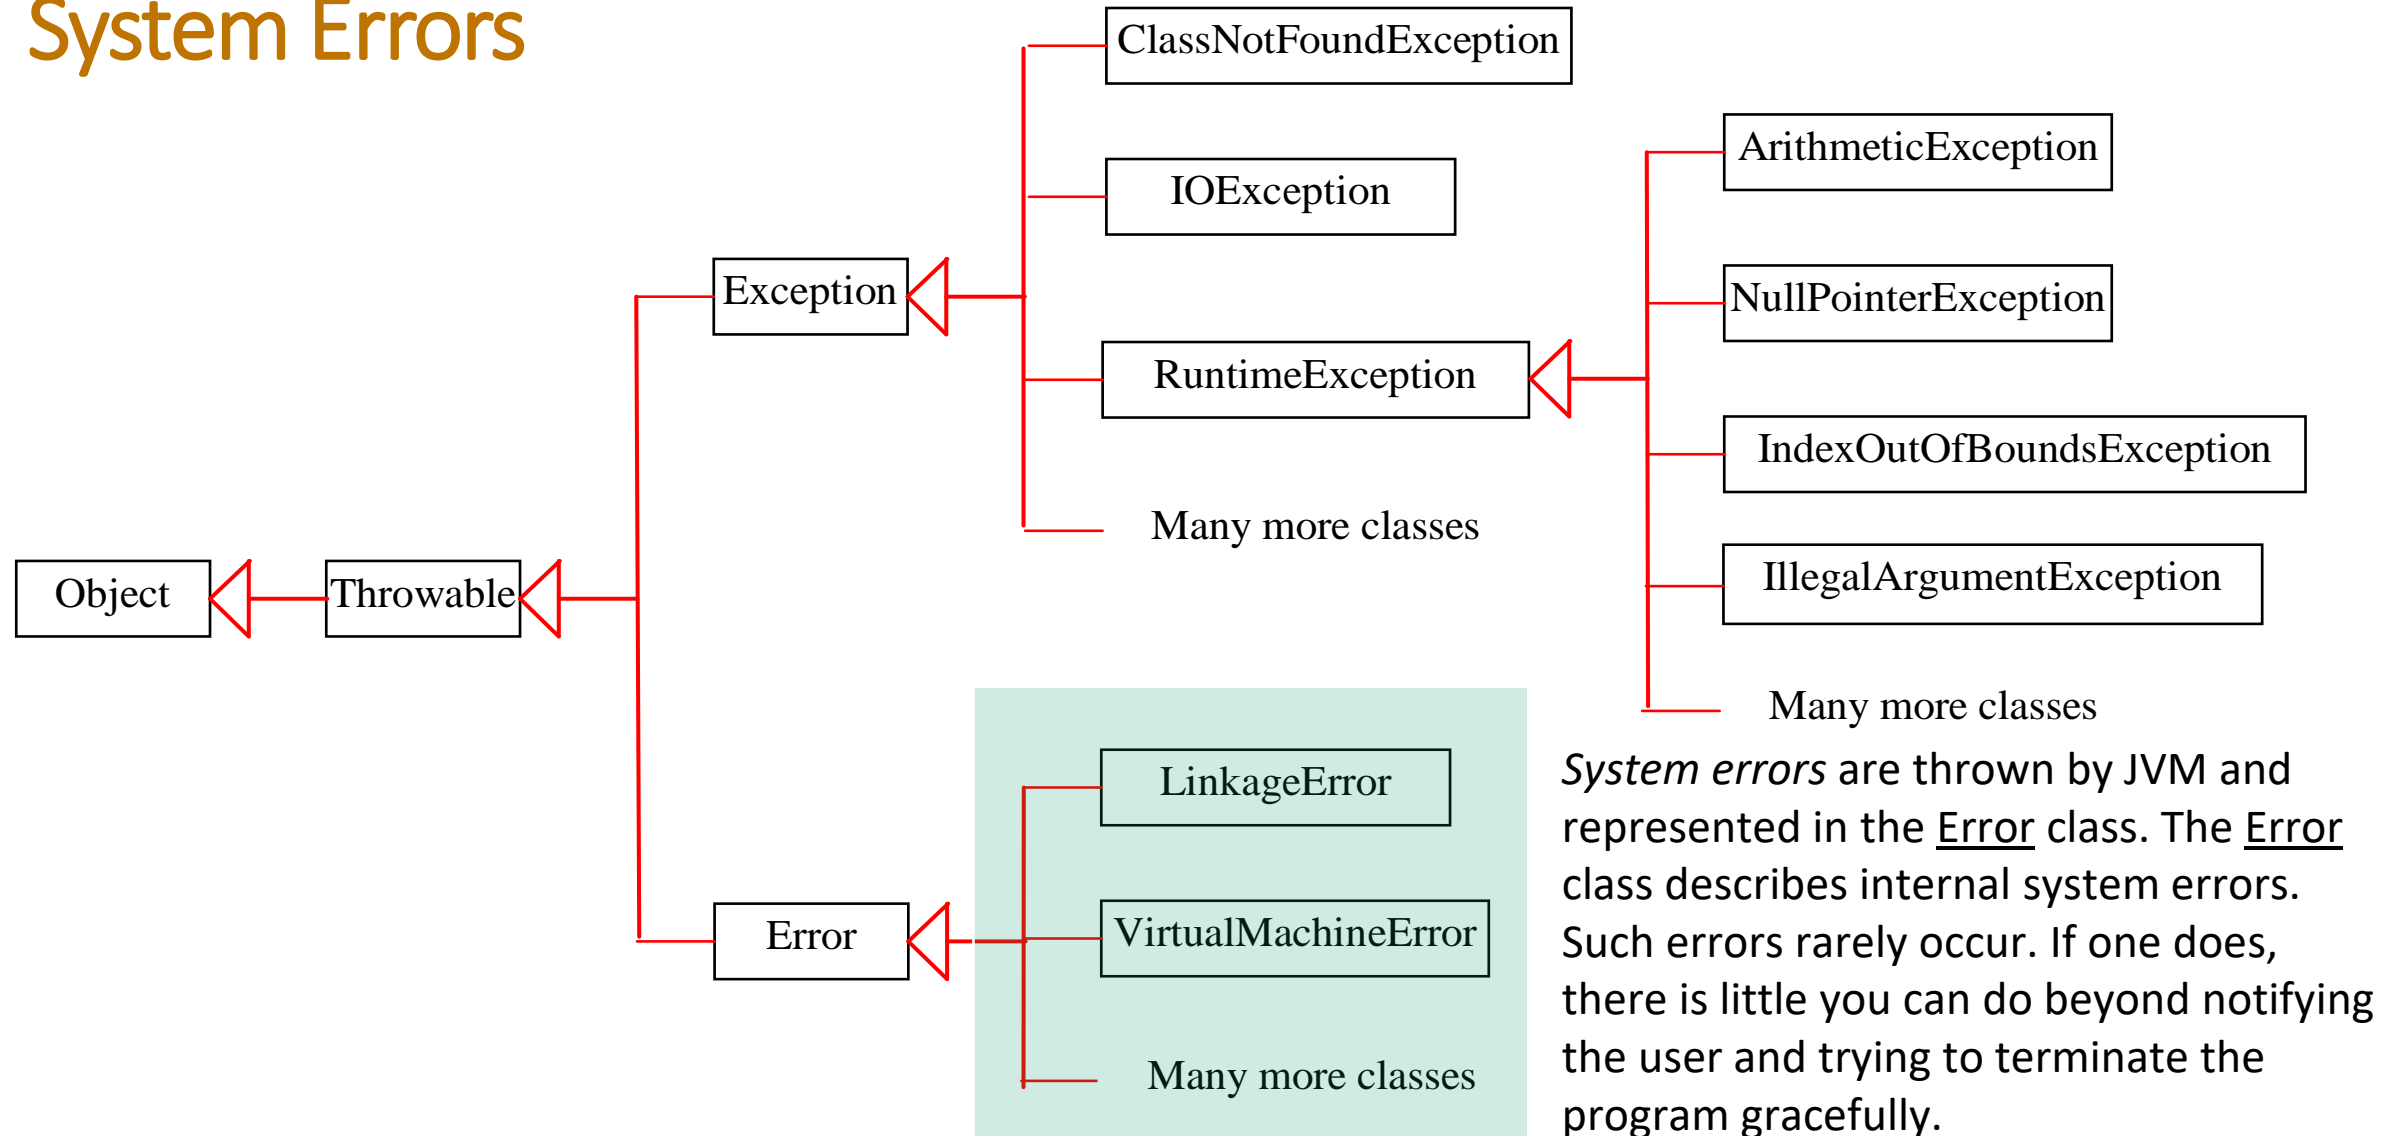 System Errors
ClassNotFoundException
ArithmeticException
IOException
NullPointerException
Exception
RuntimeException
IndexOutOfBoundsException
Many more classes
Object
Throwable
IllegalArgumentException
Many more classes
LinkageError
VirtualMachineError
Error
Many more classes
System errors are thrown by JVM and
represented in the Error class. The Error
class describes internal system errors.
Such errors rarely occur. If one does,
there is little you can do beyond notifying
the user and trying to terminate the
program gracefully.